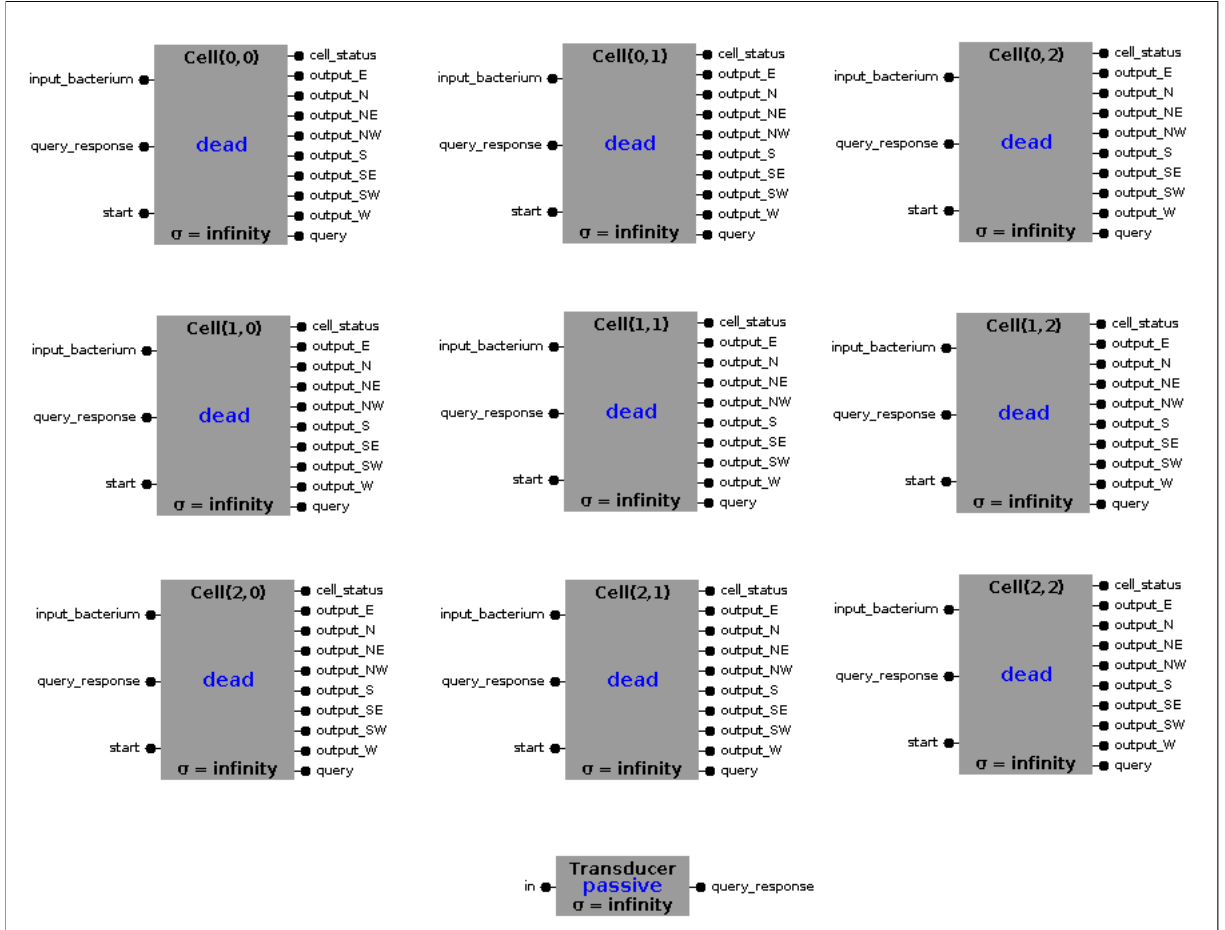 Cell{0,0}
input_bacterium
query_response
start
dead
σ = infinity
cell_status
output_E
output_N
output_NE
output_NW
output_S
output_SE
output_SW
output_W
query
Cell{0,1}
input_bacterium
query_response
start
dead
σ = infinity
cell_status
output_E
output_N
output_NE
output_NW
output_S
output_SE
output_SW
output_W
query
Cell{0,2}
input_bacterium
query_response
start
dead
σ = infinity
cell_status
output_E
output_N
output_NE
output_NW
output_S
output_SE
output_SW
output_W
query
Cell{1,0}
input_bacterium
query_response
start
dead
σ = infinity
cell_status
output_E
output_N
output_NE
output_NW
output_S
output_SE
output_SW
output_W
query
Cell{1,1}
input_bacterium
query_response
start
dead
σ = infinity
cell_status
output_E
output_N
output_NE
output_NW
output_S
output_SE
output_SW
output_W
query
Cell{1,2}
input_bacterium
query_response
start
dead
σ = infinity
cell_status
output_E
output_N
output_NE
output_NW
output_S
output_SE
output_SW
output_W
query
Cell{2,0}
input_bacterium
query_response
start
dead
σ = infinity
cell_status
output_E
output_N
output_NE
output_NW
output_S
output_SE
output_SW
output_W
query
Cell{2,1}
input_bacterium
query_response
start
dead
σ = infinity
cell_status
output_E
output_N
output_NE
output_NW
output_S
output_SE
output_SW
output_W
query
Cell{2,2}
input_bacterium
query_response
start
dead
σ = infinity
cell_status
output_E
output_N
output_NE
output_NW
output_S
output_SE
output_SW
output_W
query
Transducer
in
passive
query_response
σ = infinity